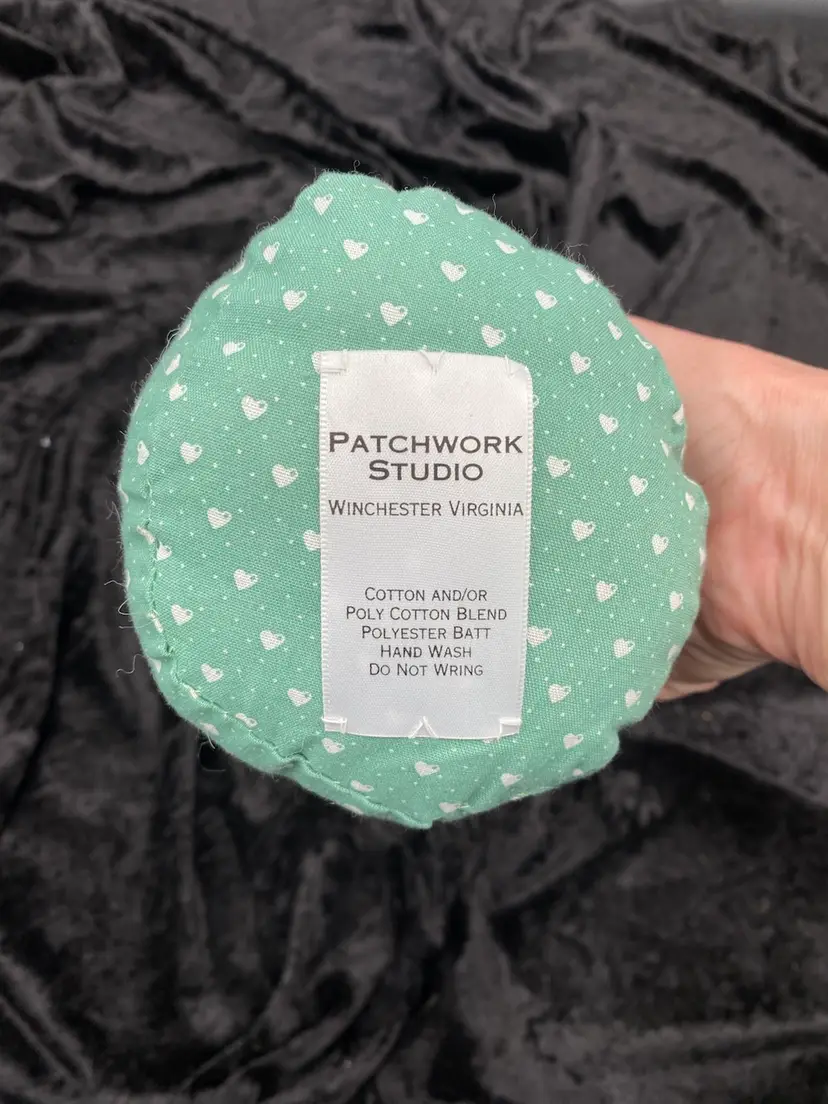 PATCHWORK
STUDIO
WINCHESTER VIRGINIA
COTTON AND/OR
POLY COTTON BLEND
POLYESTER BATT
HAND WASH
DO NOT WRING